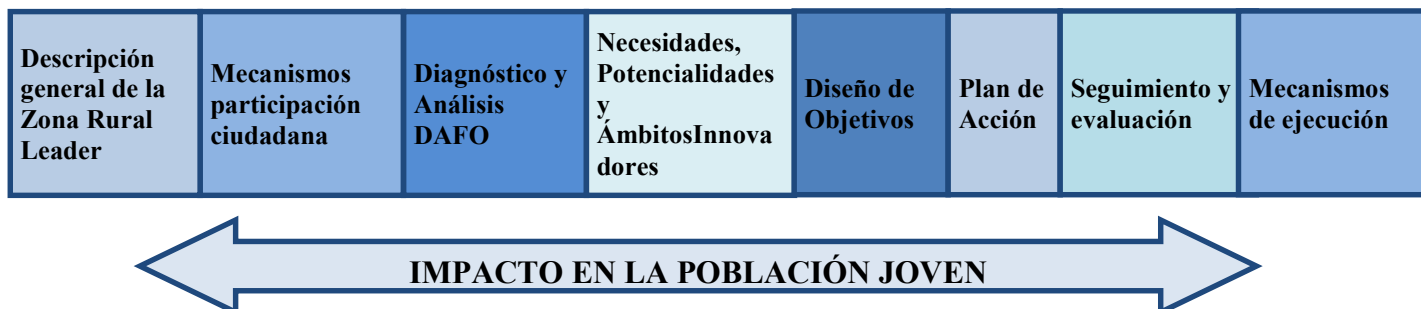 Descripción
general de la
Zona Rural
Leader
Mecanismos
participación
ciudadana
Diagnóstico y
Análisis
DAFO
Necesidades,
Potencialidades
y
ÁmbitosInnova
dores
Diseño de
Objetivos
Plan de
Acción
Seguimiento y
evaluación
Mecanismos
de ejecución
IMPACTO EN LA POBLACIÓN JOVEN